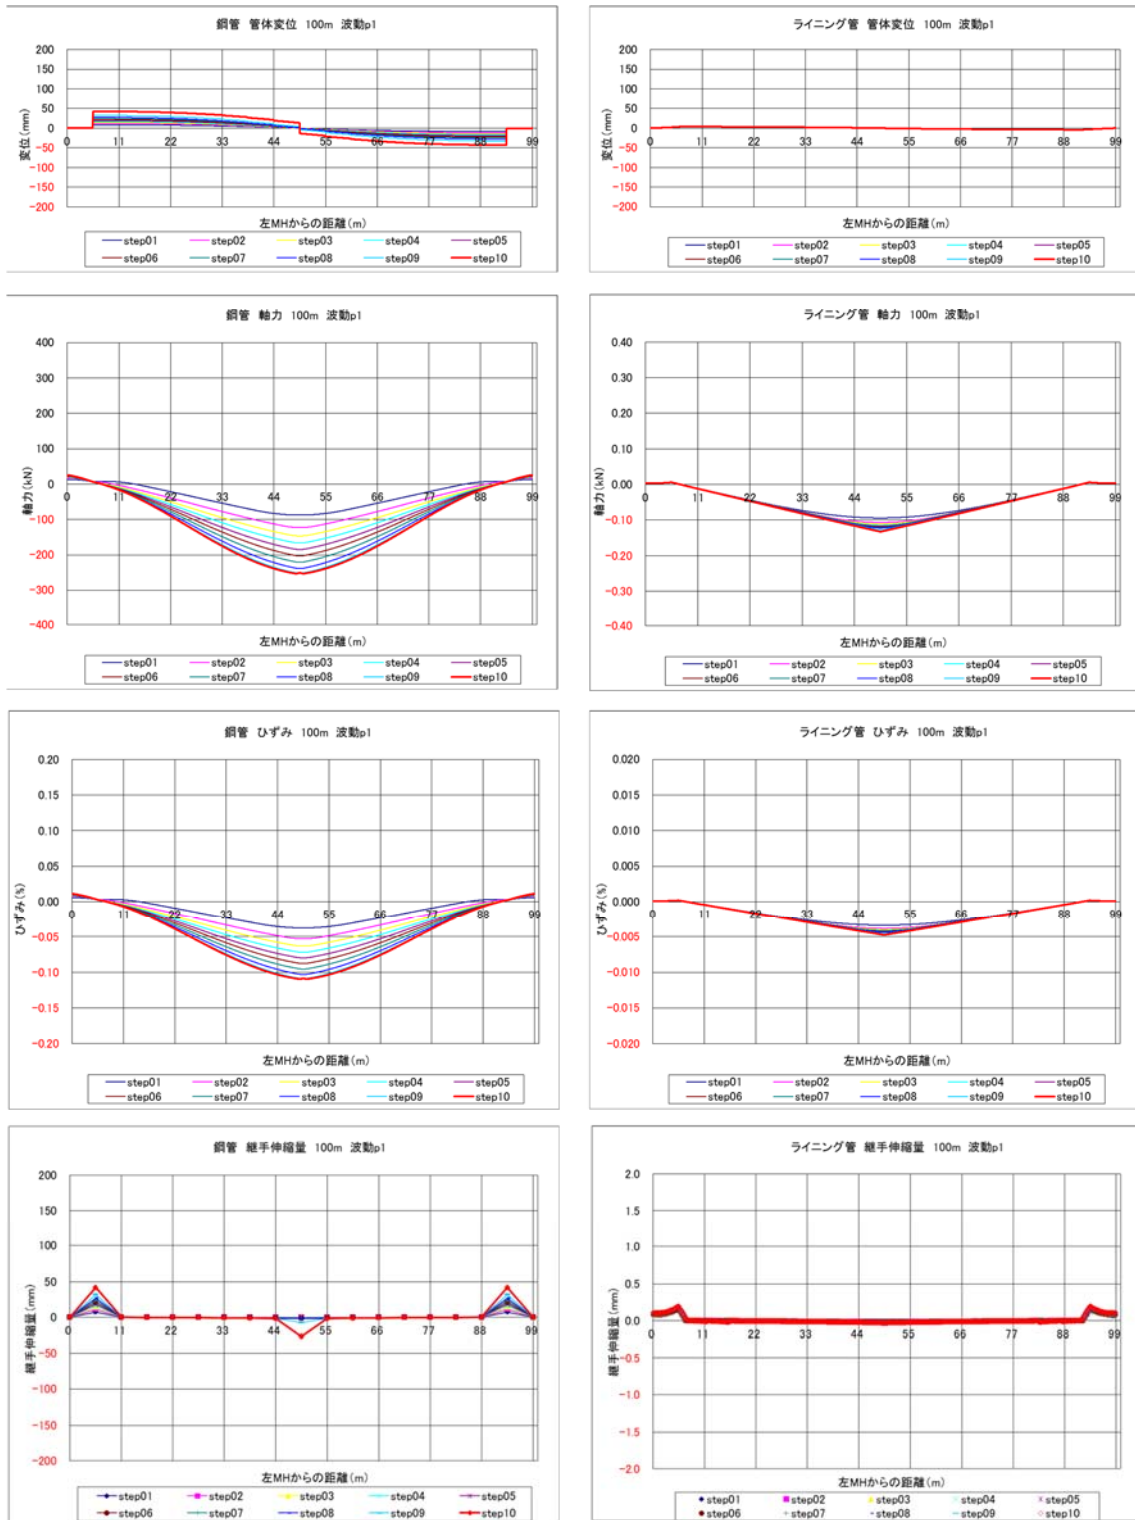 鋼管 管体変位 100m 波動p1
200
150
100
50
0
-50
-100
-150
-200
変位(mm)
0 11 22 33 44 55 66 77 88 99
左MHからの距離(m)
step01 step02 step03 step04 step05
step06 step07 step08 step09 step10
ライニング管 管体変位 100m 波動p1
200
150
100
50
0
-50
-100
-150
-200
変位(mm)
0 11 22 33 44 55 66 77 88 99
左MHからの距離(m)
step01 step02 step03 step04 step05
step06 step07 step08 step09 step10
鋼管 軸力 100m 波動p1
400
300
200
100
0
-100
-200
-300
-400
軸力(kN)
0 11 22 33 44 55 66 77 88 99
左MHからの距離(m)
step01 step02 step03 step04 step05
step06 step07 step08 step09 step10
ライニング管 軸力 100m 波動p1
0.40
0.30
0.20
0.10
0.00
-0.10
-0.20
-0.30
-0.40
軸力(kN)
0 11 22 33 44 55 66 77 88 99
左MHからの距離(m)
step01 step02 step03 step04 step05
step06 step07 step08 step09 step10
鋼管 ひずみ 100m 波動p1
0.20
0.15
0.10
0.05
0.00
-0.05
-0.10
-0.15
-0.20
ひずみ(%)
0 11 22 33 44 55 66 77 88 99
左MHからの距離(m)
step01 step02 step03 step04 step05
step06 step07 step08 step09 step10
ライニング管 ひずみ 100m 波動p1
0.020
0.015
0.010
0.005
0.000
-0.005
-0.010
-0.015
-0.020
ひずみ(%)
0 11 22 33 44 55 66 77 88 99
左MHからの距離(m)
step01 step02 step03 step04 step05
step06 step07 step08 step09 step10
鋼管 継手伸縮量 100m 波動p1
200
150
100
50
0
-50
-100
-150
-200
継手伸縮量(mm)
0 11 22 33 44 55 66 77 88 99
左MHからの距離(m)
step01 step02 step03 step04 step05
step06 step07 step08 step09 step10
ライニング管 継手伸縮量 100m 波動p1
2.0
1.5
1.0
0.5
0.0
-0.5
-1.0
-1.5
-2.0
継手伸縮量(mm)
0 11 22 33 44 55 66 77 88 99
左MHからの距離(m)
step01 step02 step03 step04 step05
step06 step07 step08 step09 step10